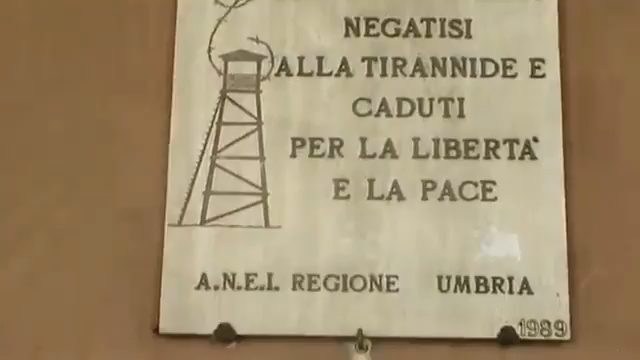 NEGATISI
ALLA TIRANNIDE E
CADUTI
PER LA LIBERTA'
E LA PACE
A.N.E.I. REGIONE UMBRIA
1989